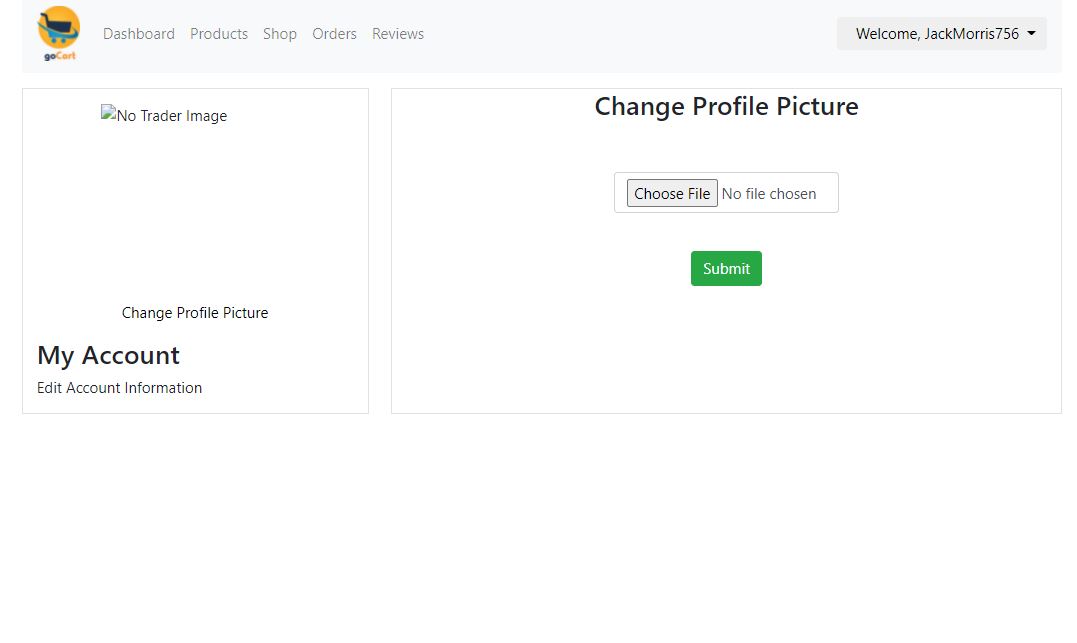 goCart
Dashboard Products Shop Orders Reviews
Welcome, JackMorris756
No Trader Image
Change Profile Picture
My Account
Edit Account Information
Change Profile Picture
Choose File No file chosen
Submit